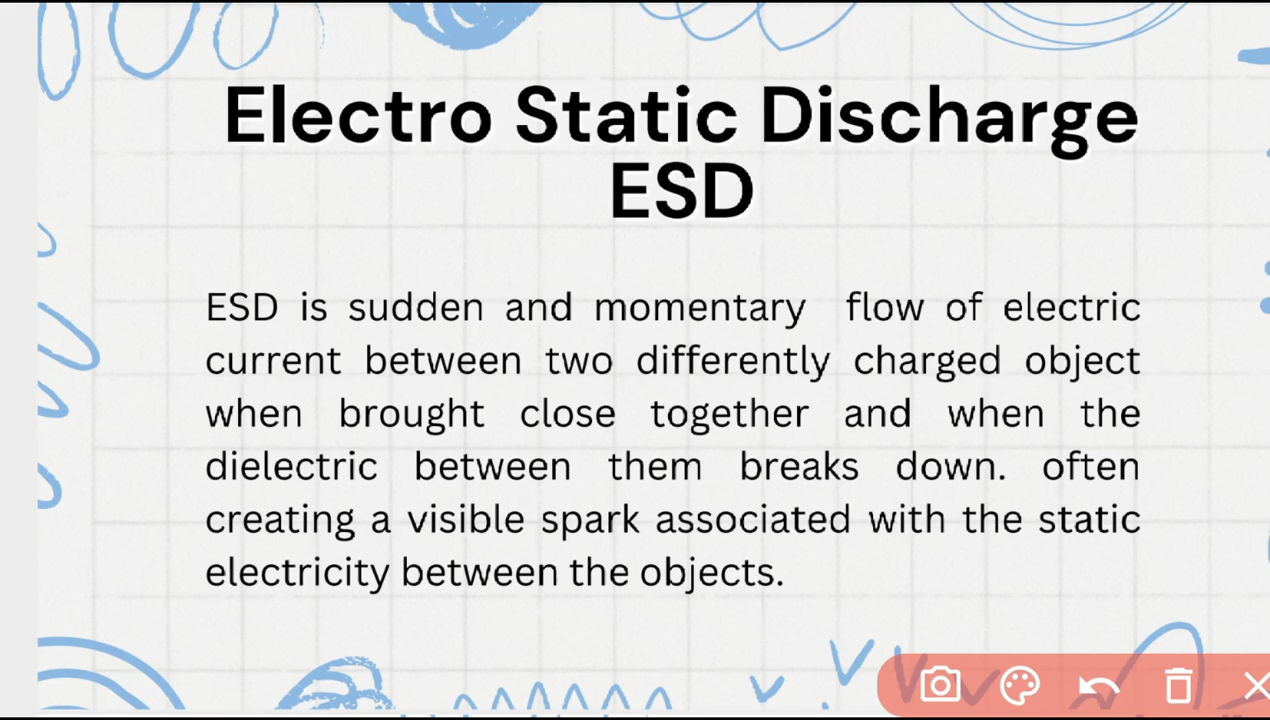 Electro Static Discharge
ESD
ESD is sudden and momentary flow of electric
current between two differently charged object
when brought close together and when the
dielectric between them breaks down. often
creating a visible spark associated with the static
electricity between the objects.